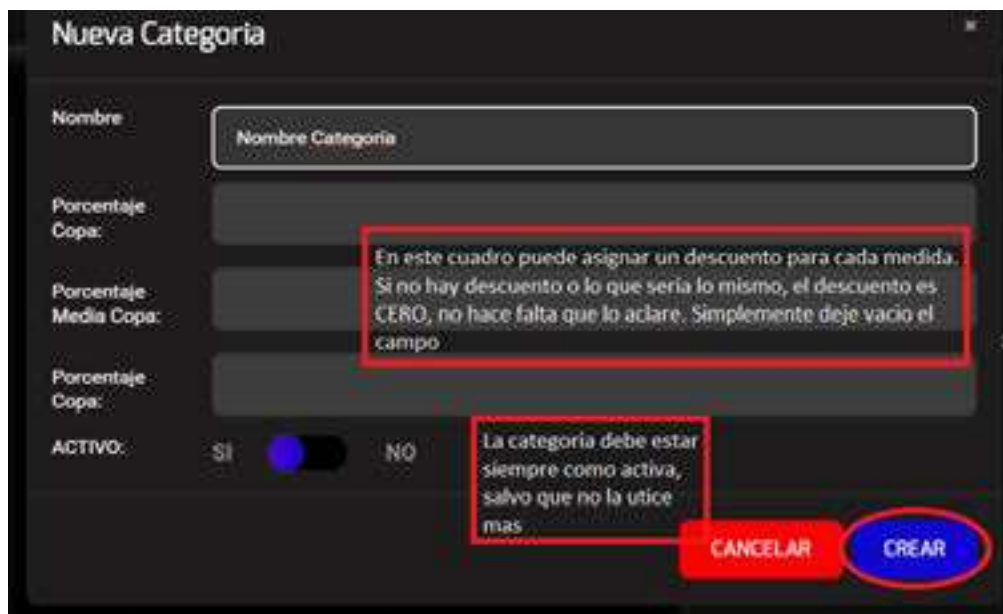 Nueva Categoria
×
Nombre
Nombre Categoria
Porcentaje
Copa:
En este cuadro puede asignar un descuento para cada medida.
Si no hay descuento o lo que seria lo mismo, el descuento es
CERO, no hace falta que lo aclare. Simplemente deje vacio el
campo
Porcentaje
Media Copa:
Porcentaje
Copa:
ACTIVO:
SI
NO
La categoria debe estar
siempre como activa,
salvo que no la utice
mas
CANCELAR
CREAR